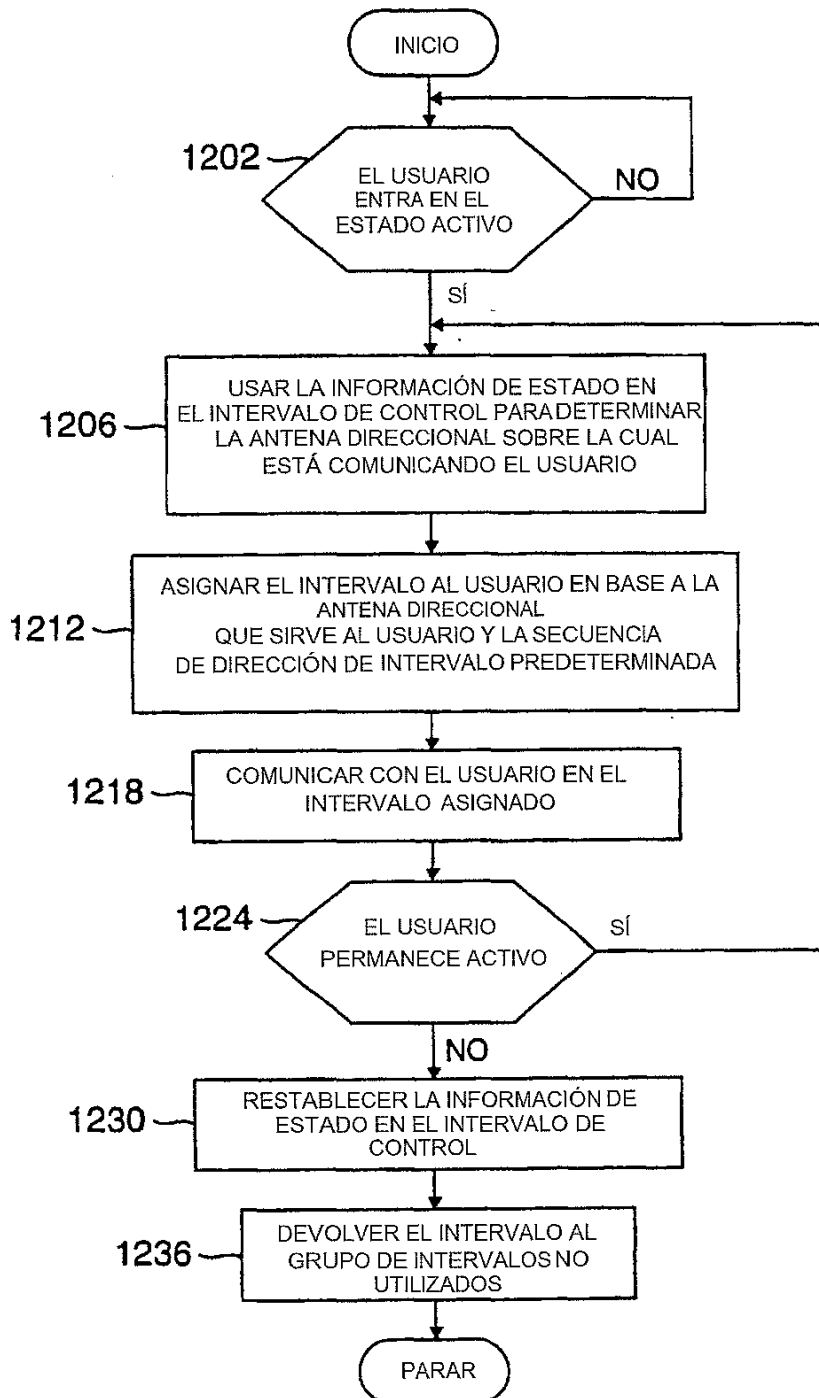 INICIO
1202
EL USUARIO
ENTRA EN EL
ESTADO ACTIVO
NO
SÍ
1206
USAR LA INFORMACIÓN DE ESTADO EN
EL INTERVALO DE CONTROL PARA DETERMINAR
LA ANTENA DIRECCIONAL SOBRE LA CUAL
ESTÁ COMUNICANDO EL USUARIO
1212
ASIGNAR EL INTERVALO AL USUARIO EN BASE A LA
ANTENA DIRECCIONAL
QUE SIRVE AL USUARIO Y LA SECUENCIA
DE DIRECCIÓN DE INTERVALO PREDETERMINADA
1218
COMUNICAR CON EL USUARIO EN EL
INTERVALO ASIGNADO
1224
EL USUARIO
PERMANECE ACTIVO
SÍ
NO
1230
RESTABLECER LA INFORMACIÓN DE
ESTADO EN EL INTERVALO DE
CONTROL
1236
DEVOLVER EL INTERVALO AL
GRUPO DE INTERVALOS NO
UTILIZADOS
PARAR